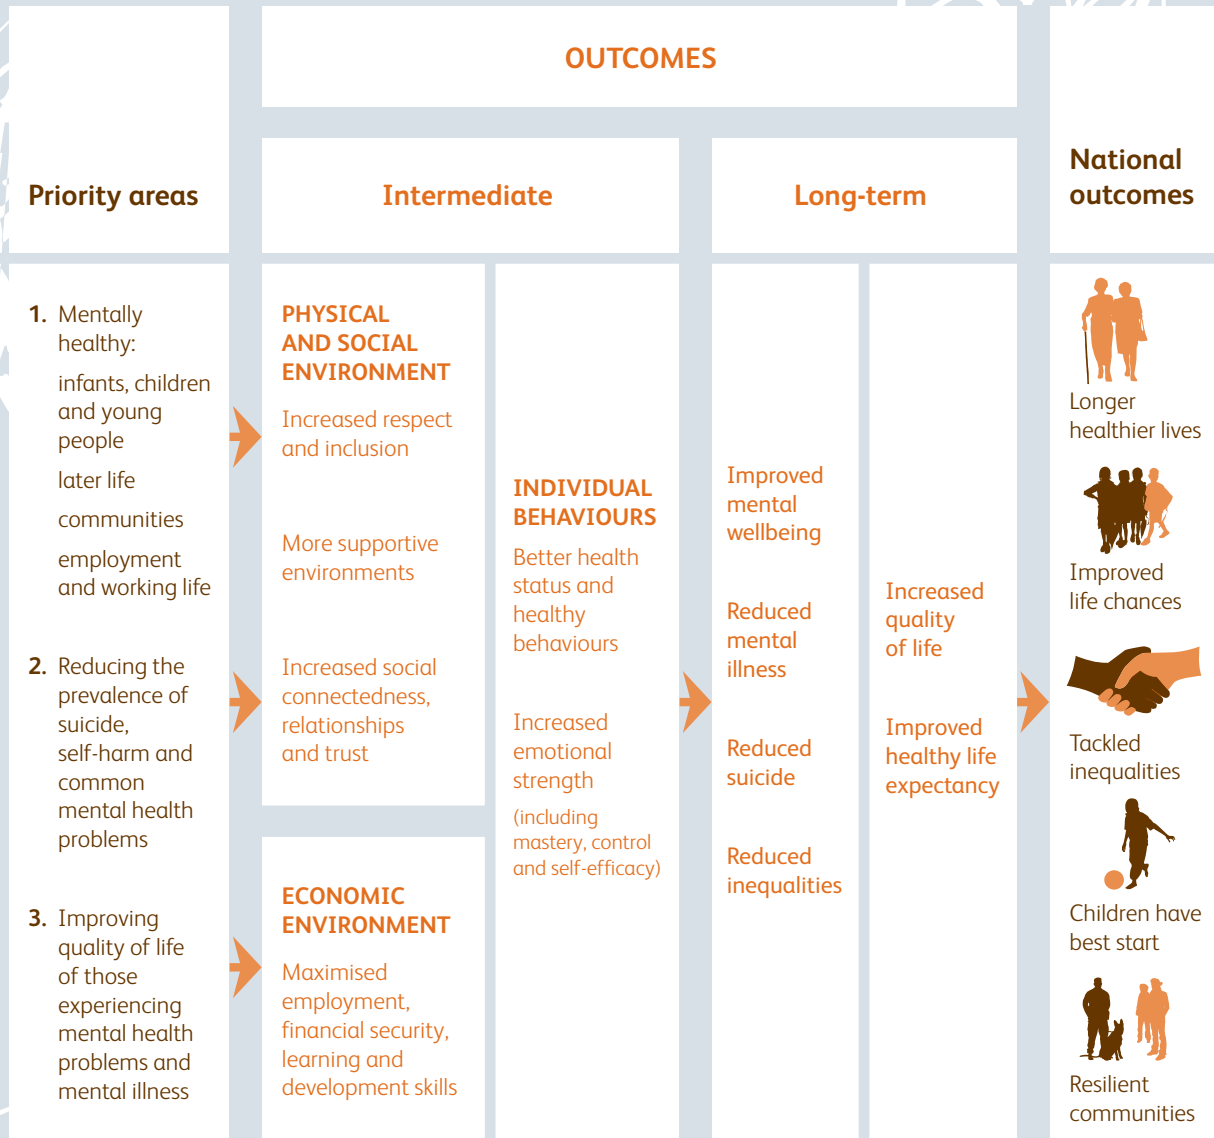 OUTCOMES
Priority areas
Intermediate
Long-term
National
outcomes
1. Mentally
healthy:
infants, children
and young
people
later life
communities
employment
and working life
2. Reducing the
prevalence of
suicide,
self-harm and
common
mental health
problems
3. Improving
quality of life
of those
experiencing
mental health
problems and
mental illness
PHYSICAL
AND SOCIAL
ENVIRONMENT
Increased respect
and inclusion
More supportive
environments
Increased social
connectedness,
relationships
and trust
ECONOMIC
ENVIRONMENT
Maximised
employment,
financial security,
learning and
development skills
INDIVIDUAL
BEHAVIOURS
Better health
status and
healthy
behaviours
Increased
emotional
strength
(including
mastery, control
and self-efficacy)
Improved
mental
wellbeing
Reduced
mental
illness
Reduced
suicide
Reduced
inequalities
Increased
quality
of life
Improved
healthy life
expectancy
Longer
healthier lives
Improved
life chances
Tackled
inequalities
Children have
best start
Resilient
communities